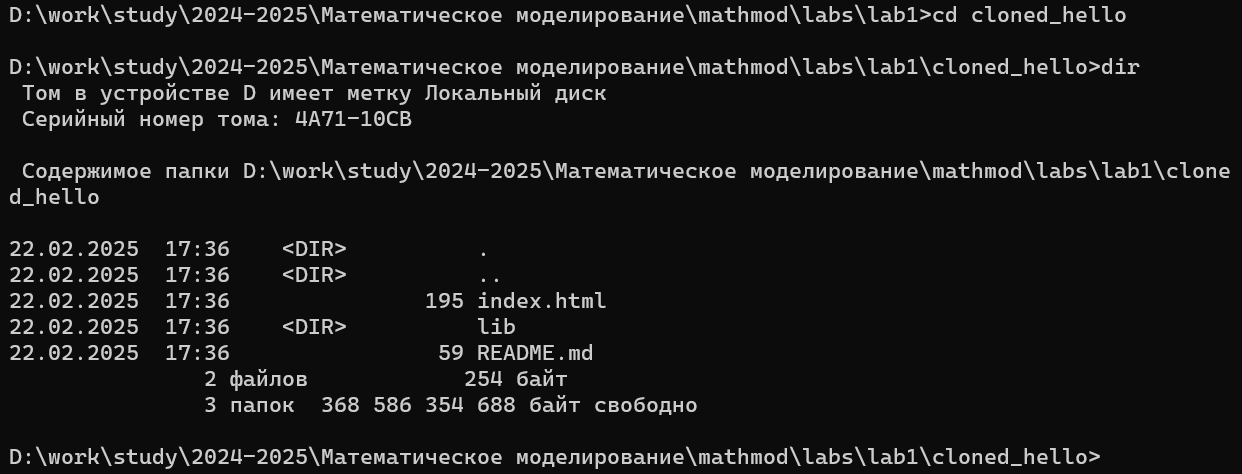 D:\work\study\2024-2025\Математическое моделирование\mathmod\labs\lab1>cd cloned_hello
D:\work\study\2024-2025\Математическое моделирование\mathmod\labs\lab1\cloned_hello>dir
Том в устройстве D имеет метку Локальный диск
Серийный номер тома: 4A71-10CB
Содержимое папки D:\work\study\2024-2025\Математическое моделирование\mathmod\labs\lab1\clone
d_hello
22.02.2025  17:36    <DIR>          .
22.02.2025  17:36    <DIR>          ..
22.02.2025  17:36               195 index.html
22.02.2025  17:36    <DIR>          lib
22.02.2025  17:36                59 README.md
2 файлов            254 байт
3 папок  368 586 354 688 байт свободно
D:\work\study\2024-2025\Математическое моделирование\mathmod\labs\lab1\cloned_hello>